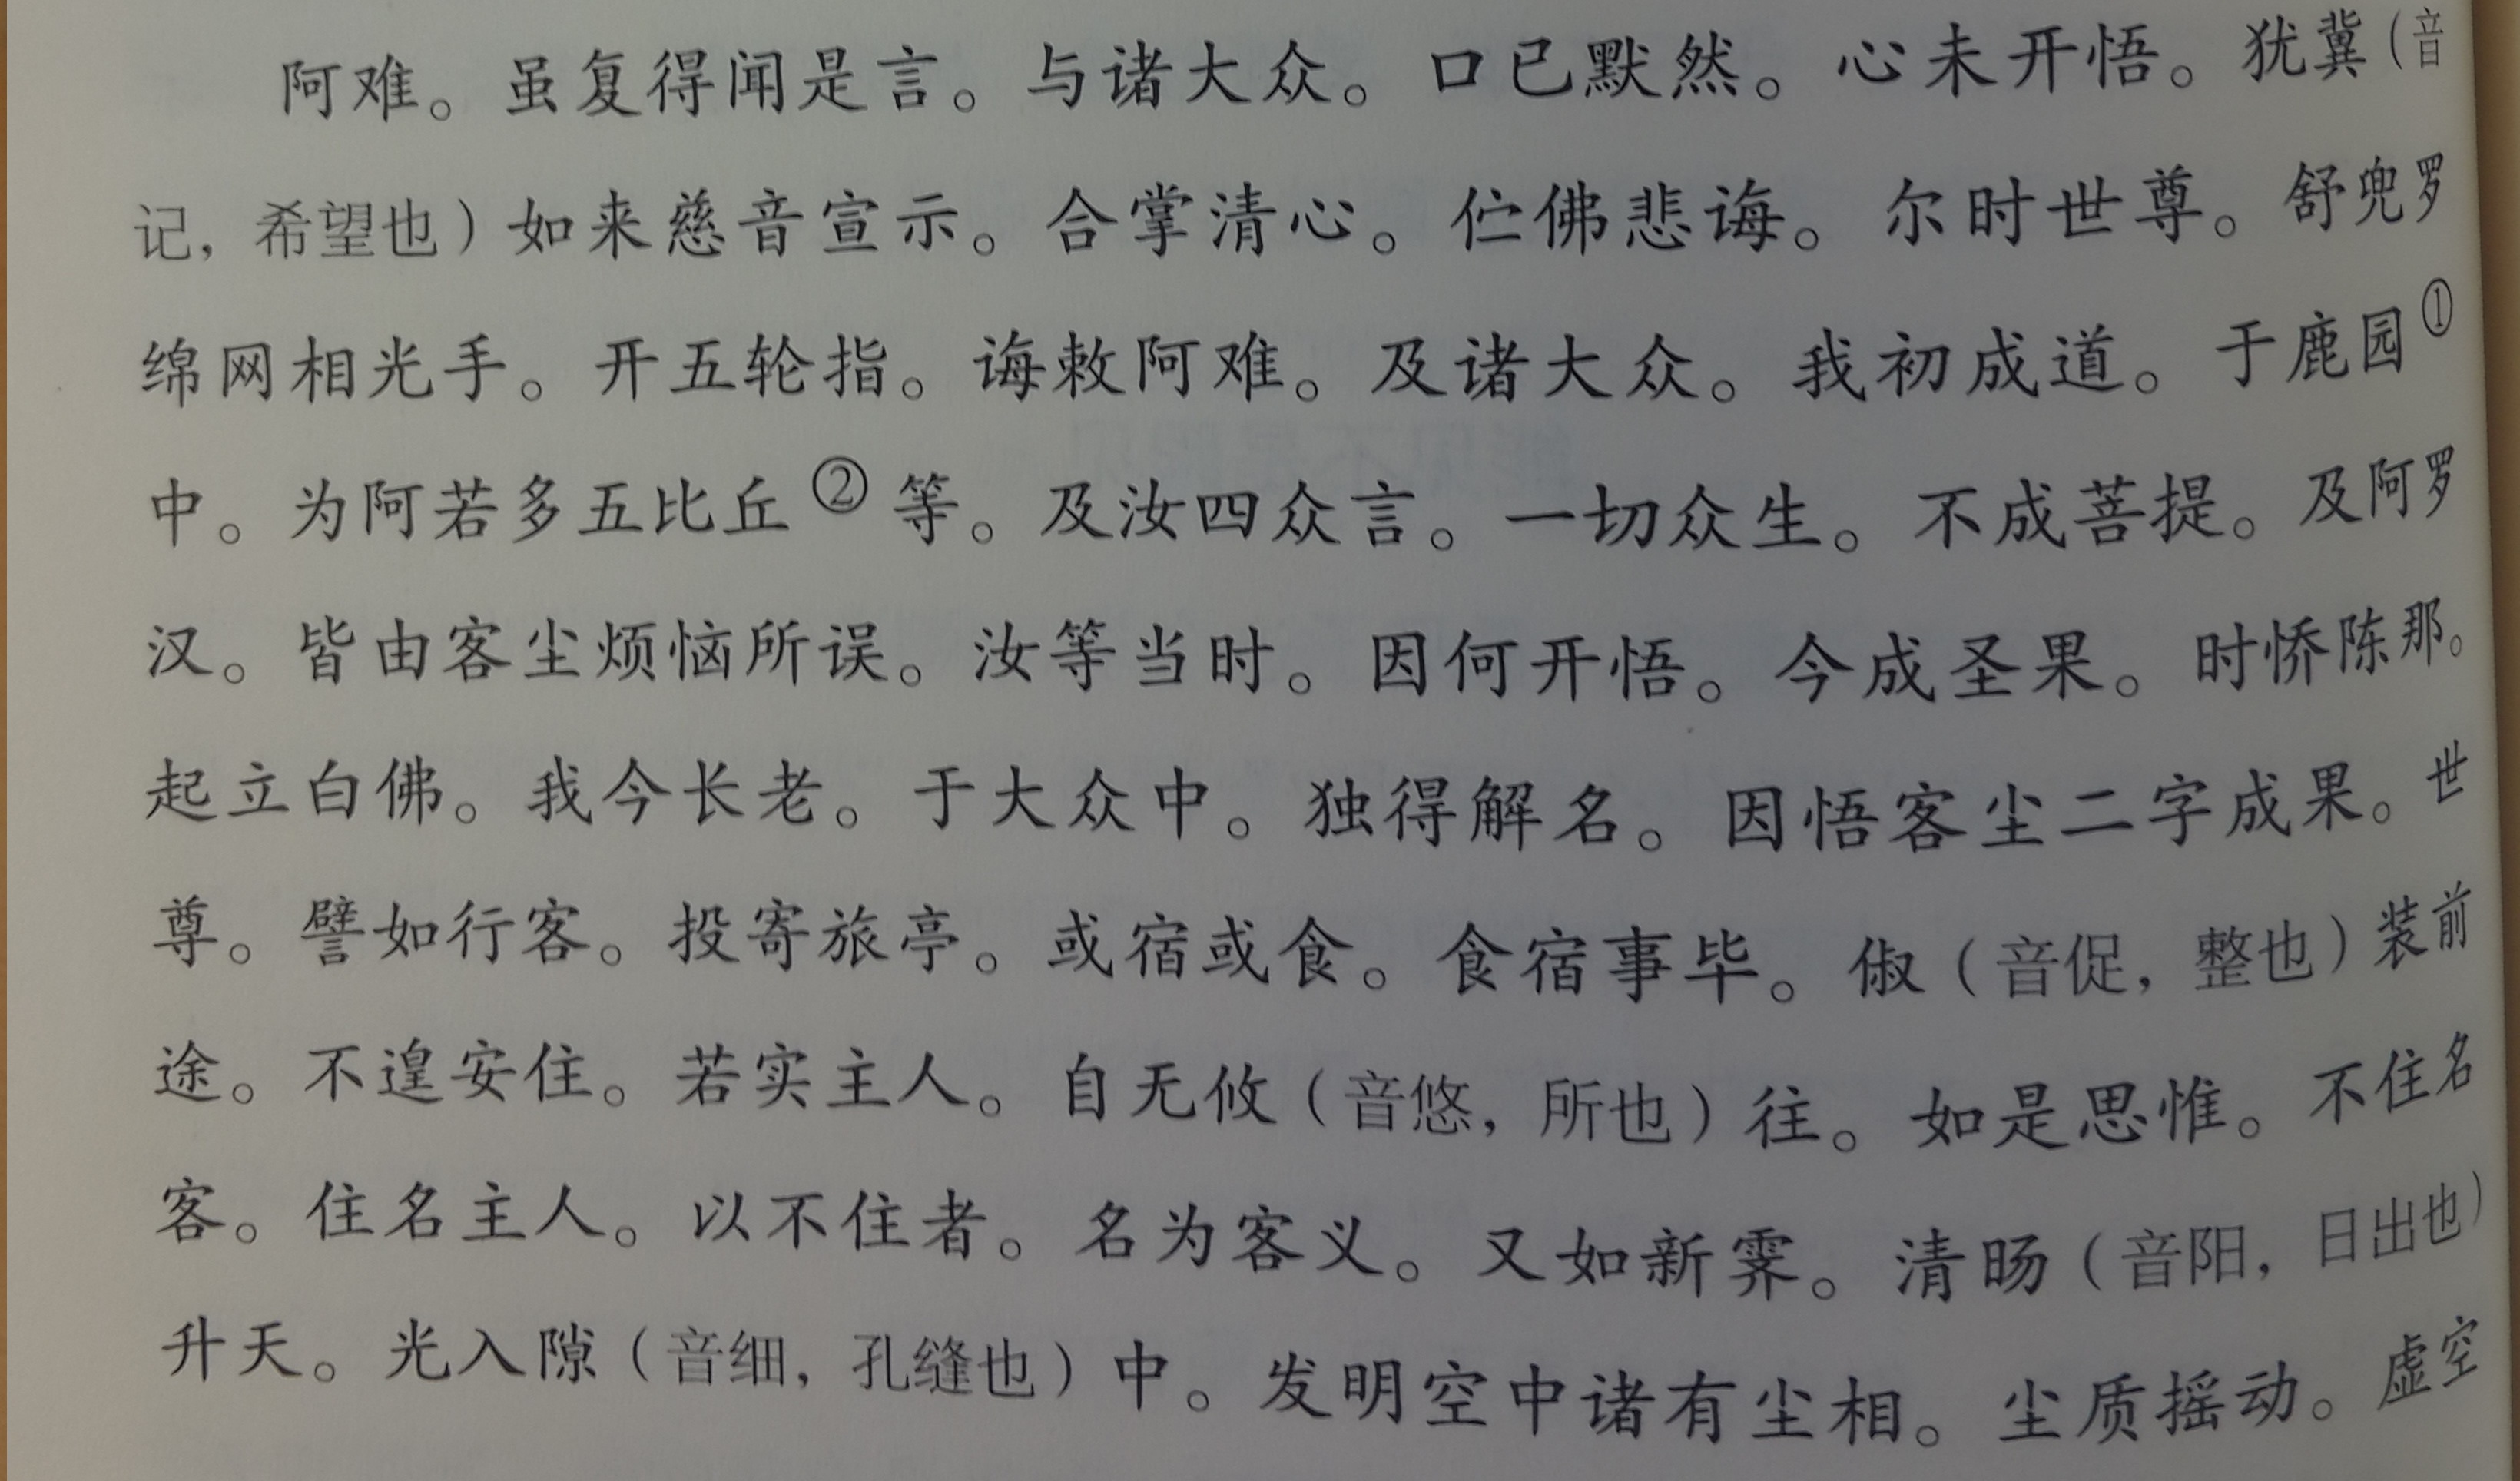 阿难。虽复得闻是言。与诸大众。口已默然。心未开悟。犹冀（音
记，希望也）如来慈音宣示。合掌清心。伫佛悲诲。尔时世尊。舒兜罗
绵网相光手。开五轮指。诲敕阿难。及诸大众。我初成道。于鹿园①
中。为阿若多五比丘②等。及汝四众言。一切众生。不成菩提。及阿罗
汉。皆由客尘烦恼所误。汝等当时。因何开悟。今成圣果。时憍陈那。
起立白佛。我今长老。于大众中。独得解名。因悟客尘二字成果。世
尊。譬如行客。投寄旅亭。或宿或食。食宿事毕。俶（音促，整也）装前
途。不遑安住。若实主人。自无攸（音悠，所也）往。如是思惟。不住名
客。住名主人。以不住者。名为客义。又如新霁。清旸（音阳，日出也）
升天。光入隙（音细，孔缝也）中。发明空中诸有尘相。尘质摇动。虚空